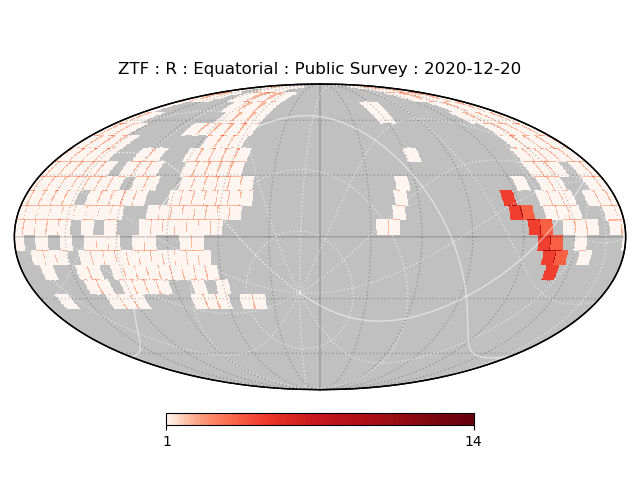 ZTF : R : Equatorial : Public Survey : 2020-12-20
1 14